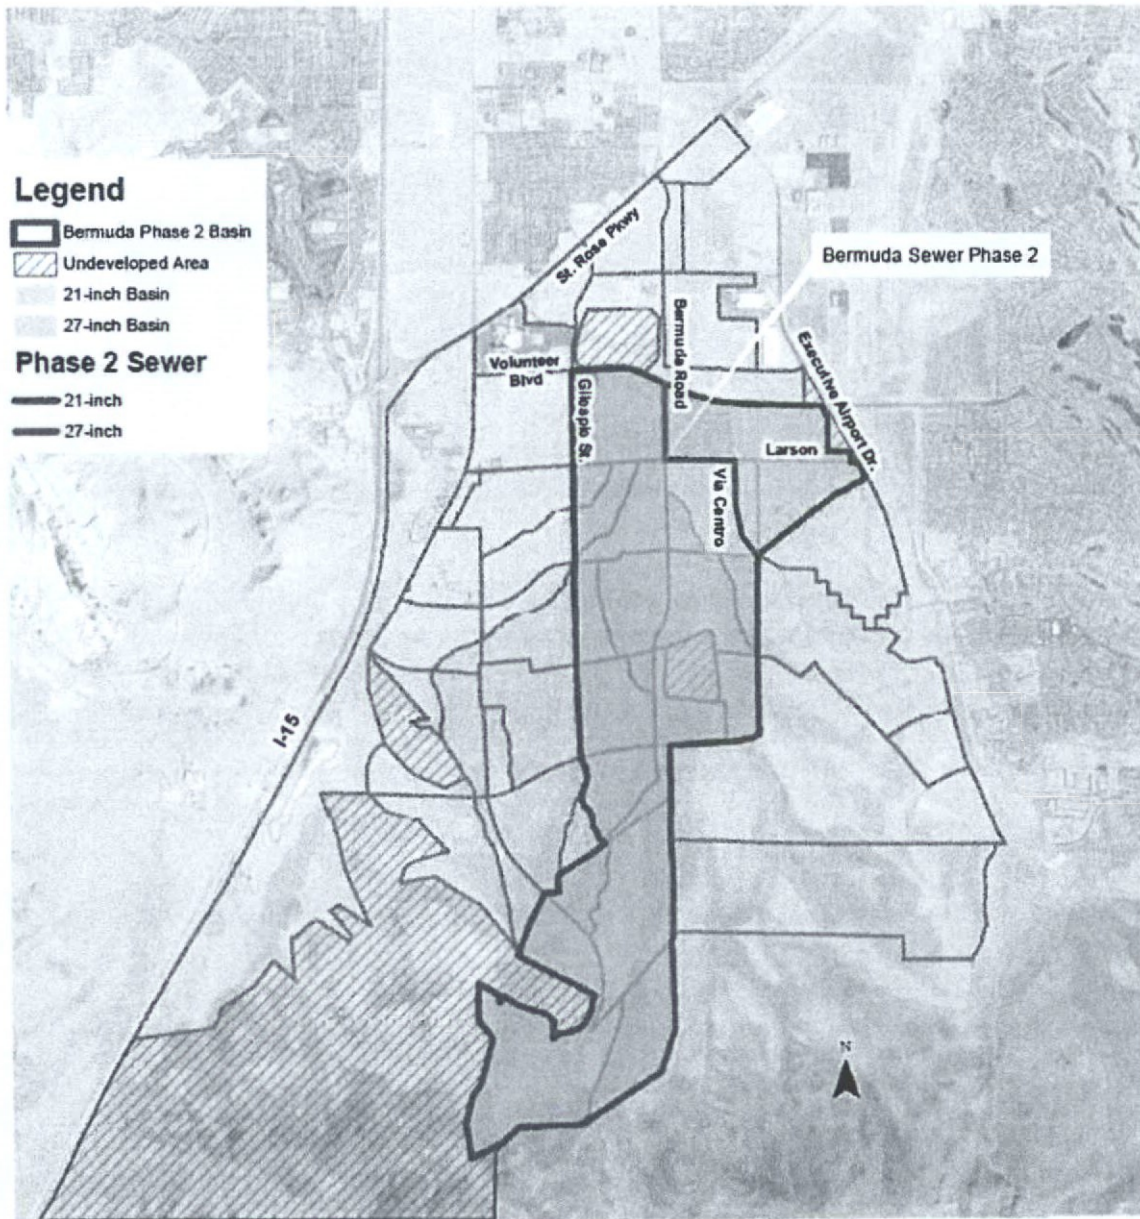 Legend
Bermuda Phase 2 Basin
Undeveloped Area
21-inch Basin
27-inch Basin
Phase 2 Sewer
21-inch
27-inch
St. Rose Pkwy
Bermuda Sewer Phase 2
Bermuda Road
Executive Airport Dr.
Volunteer
Blvd
Gilespie St.
Larson
Via Centro
I-15
N